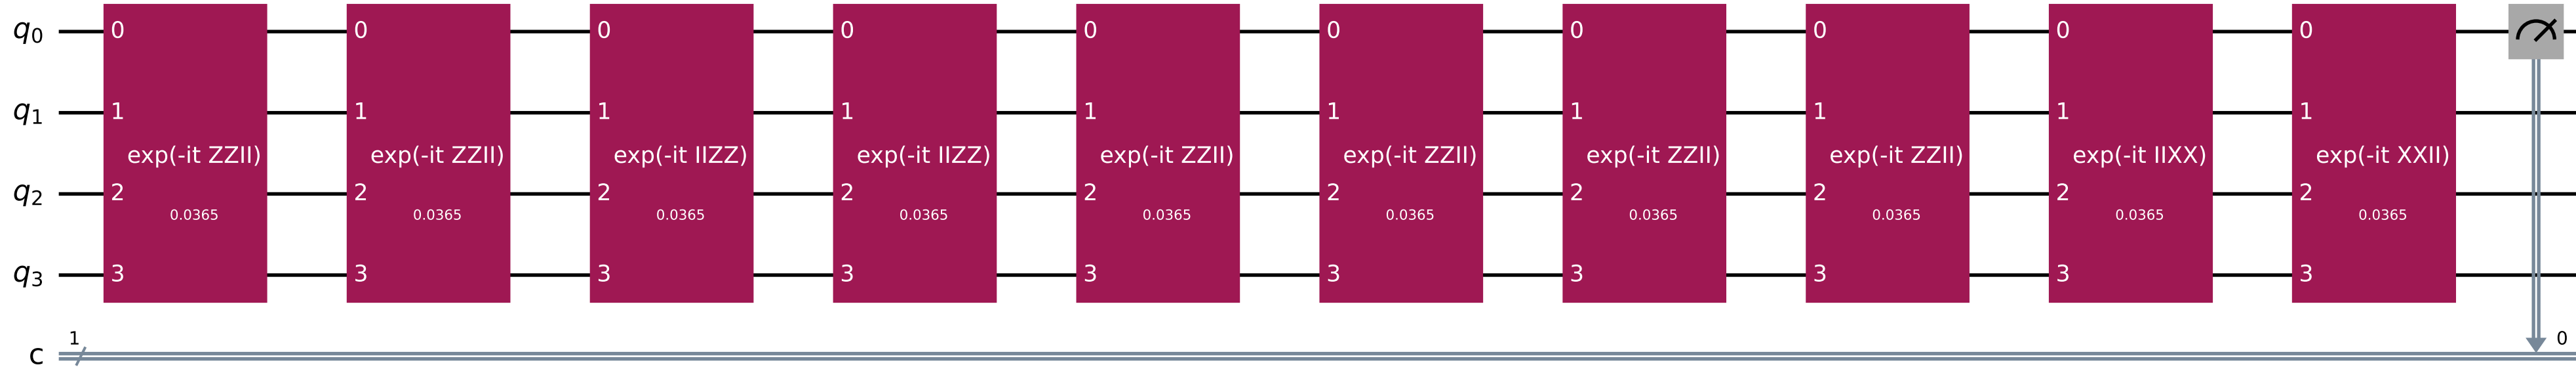 q0 0 0 0 0 0 0 0 0 0 0
q1 1 1 1 1 1 1 1 1 1 1
exp(-it ZZII) exp(-it ZZII) exp(-it IIZZ) exp(-it IIZZ) exp(-it ZZII) exp(-it ZZII) exp(-it ZZII) exp(-it ZZII) exp(-it IIXX) exp(-it XXII)
q2 2 2 2 2 2 2 2 2 2 2
0.0365 0.0365 0.0365 0.0365 0.0365 0.0365 0.0365 0.0365 0.0365 0.0365
q3 3 3 3 3 3 3 3 3 3 3
1 0
c